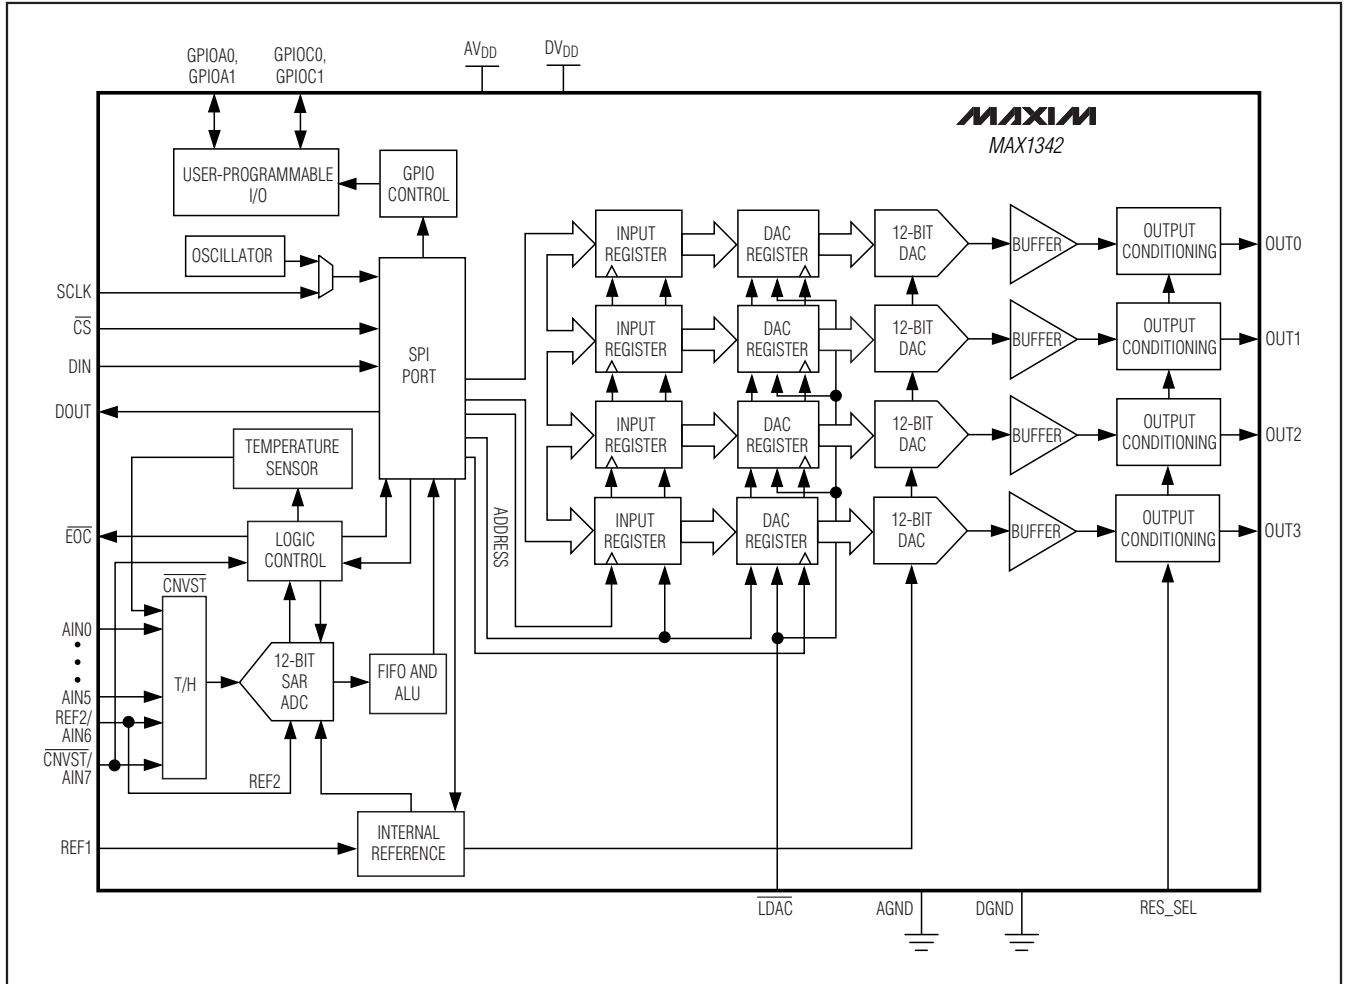 GPIOA0,
GPIOA1
GPIOC0,
GPIOC1
AVDD
DVDD
MAXIM
MAX1342
USER-PROGRAMMABLE
I/O
GPIO
CONTROL
OSCILLATOR
SCLK
CS
DIN
DOUT
SPI
PORT
TEMPERATURE
SENSOR
EOC
LOGIC
CONTROL
CNVST
AIN0
AIN5
REF2/
AIN6
CNVST/
AIN7
T/H
12-BIT
SAR
ADC
FIFO AND
ALU
REF2
REF1
INTERNAL
REFERENCE
ADDRESS
INPUT
REGISTER
DAC
REGISTER
12-BIT
DAC
BUFFER
OUTPUT
CONDITIONING
OUT0
INPUT
REGISTER
DAC
REGISTER
12-BIT
DAC
BUFFER
OUTPUT
CONDITIONING
OUT1
INPUT
REGISTER
DAC
REGISTER
12-BIT
DAC
BUFFER
OUTPUT
CONDITIONING
OUT2
INPUT
REGISTER
DAC
REGISTER
12-BIT
DAC
BUFFER
OUTPUT
CONDITIONING
OUT3
LDAC
AGND
DGND
RES_SEL